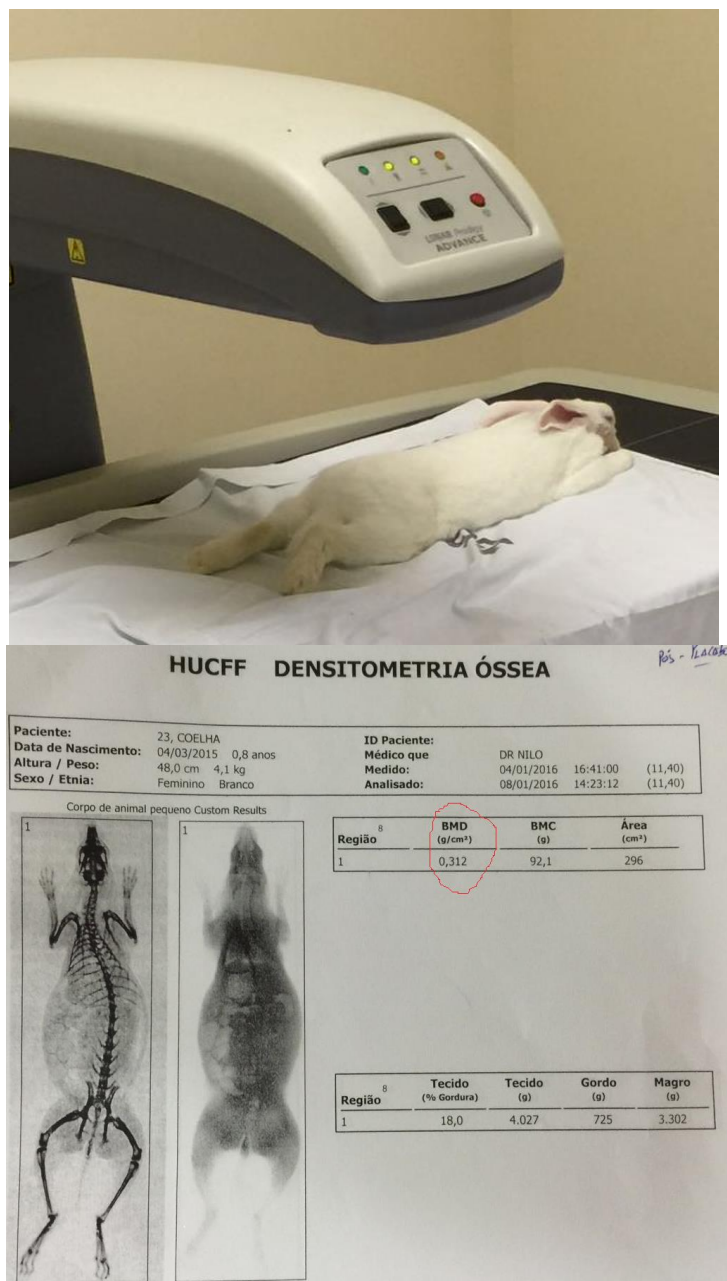 LUNAR Prodigy
ADVANCE
HUCFF DENSITOMETRIA ÓSSEA
Pós -
Paciente: 23, COELHA
Data de Nascimento: 04/03/2015 0,8 anos
Altura / Peso: 48,0 cm 4,1 kg
Sexo / Etnia: Feminino Branco
ID Paciente:
Médico que DR NILO
Medido: 04/01/2016 16:41:00 (11,40)
Analisado: 08/01/2016 14:23:12 (11,40)
Corpo de animal pequeno Custom Results
1
1
Região 8 BMD (g/cm²) BMC (g) Área (cm²)
1 0,312 92,1 296
Região 8 Tecido (% Gordura) Tecido (g) Gordo (g) Magro (g)
1 18,0 4.027 725 3.302